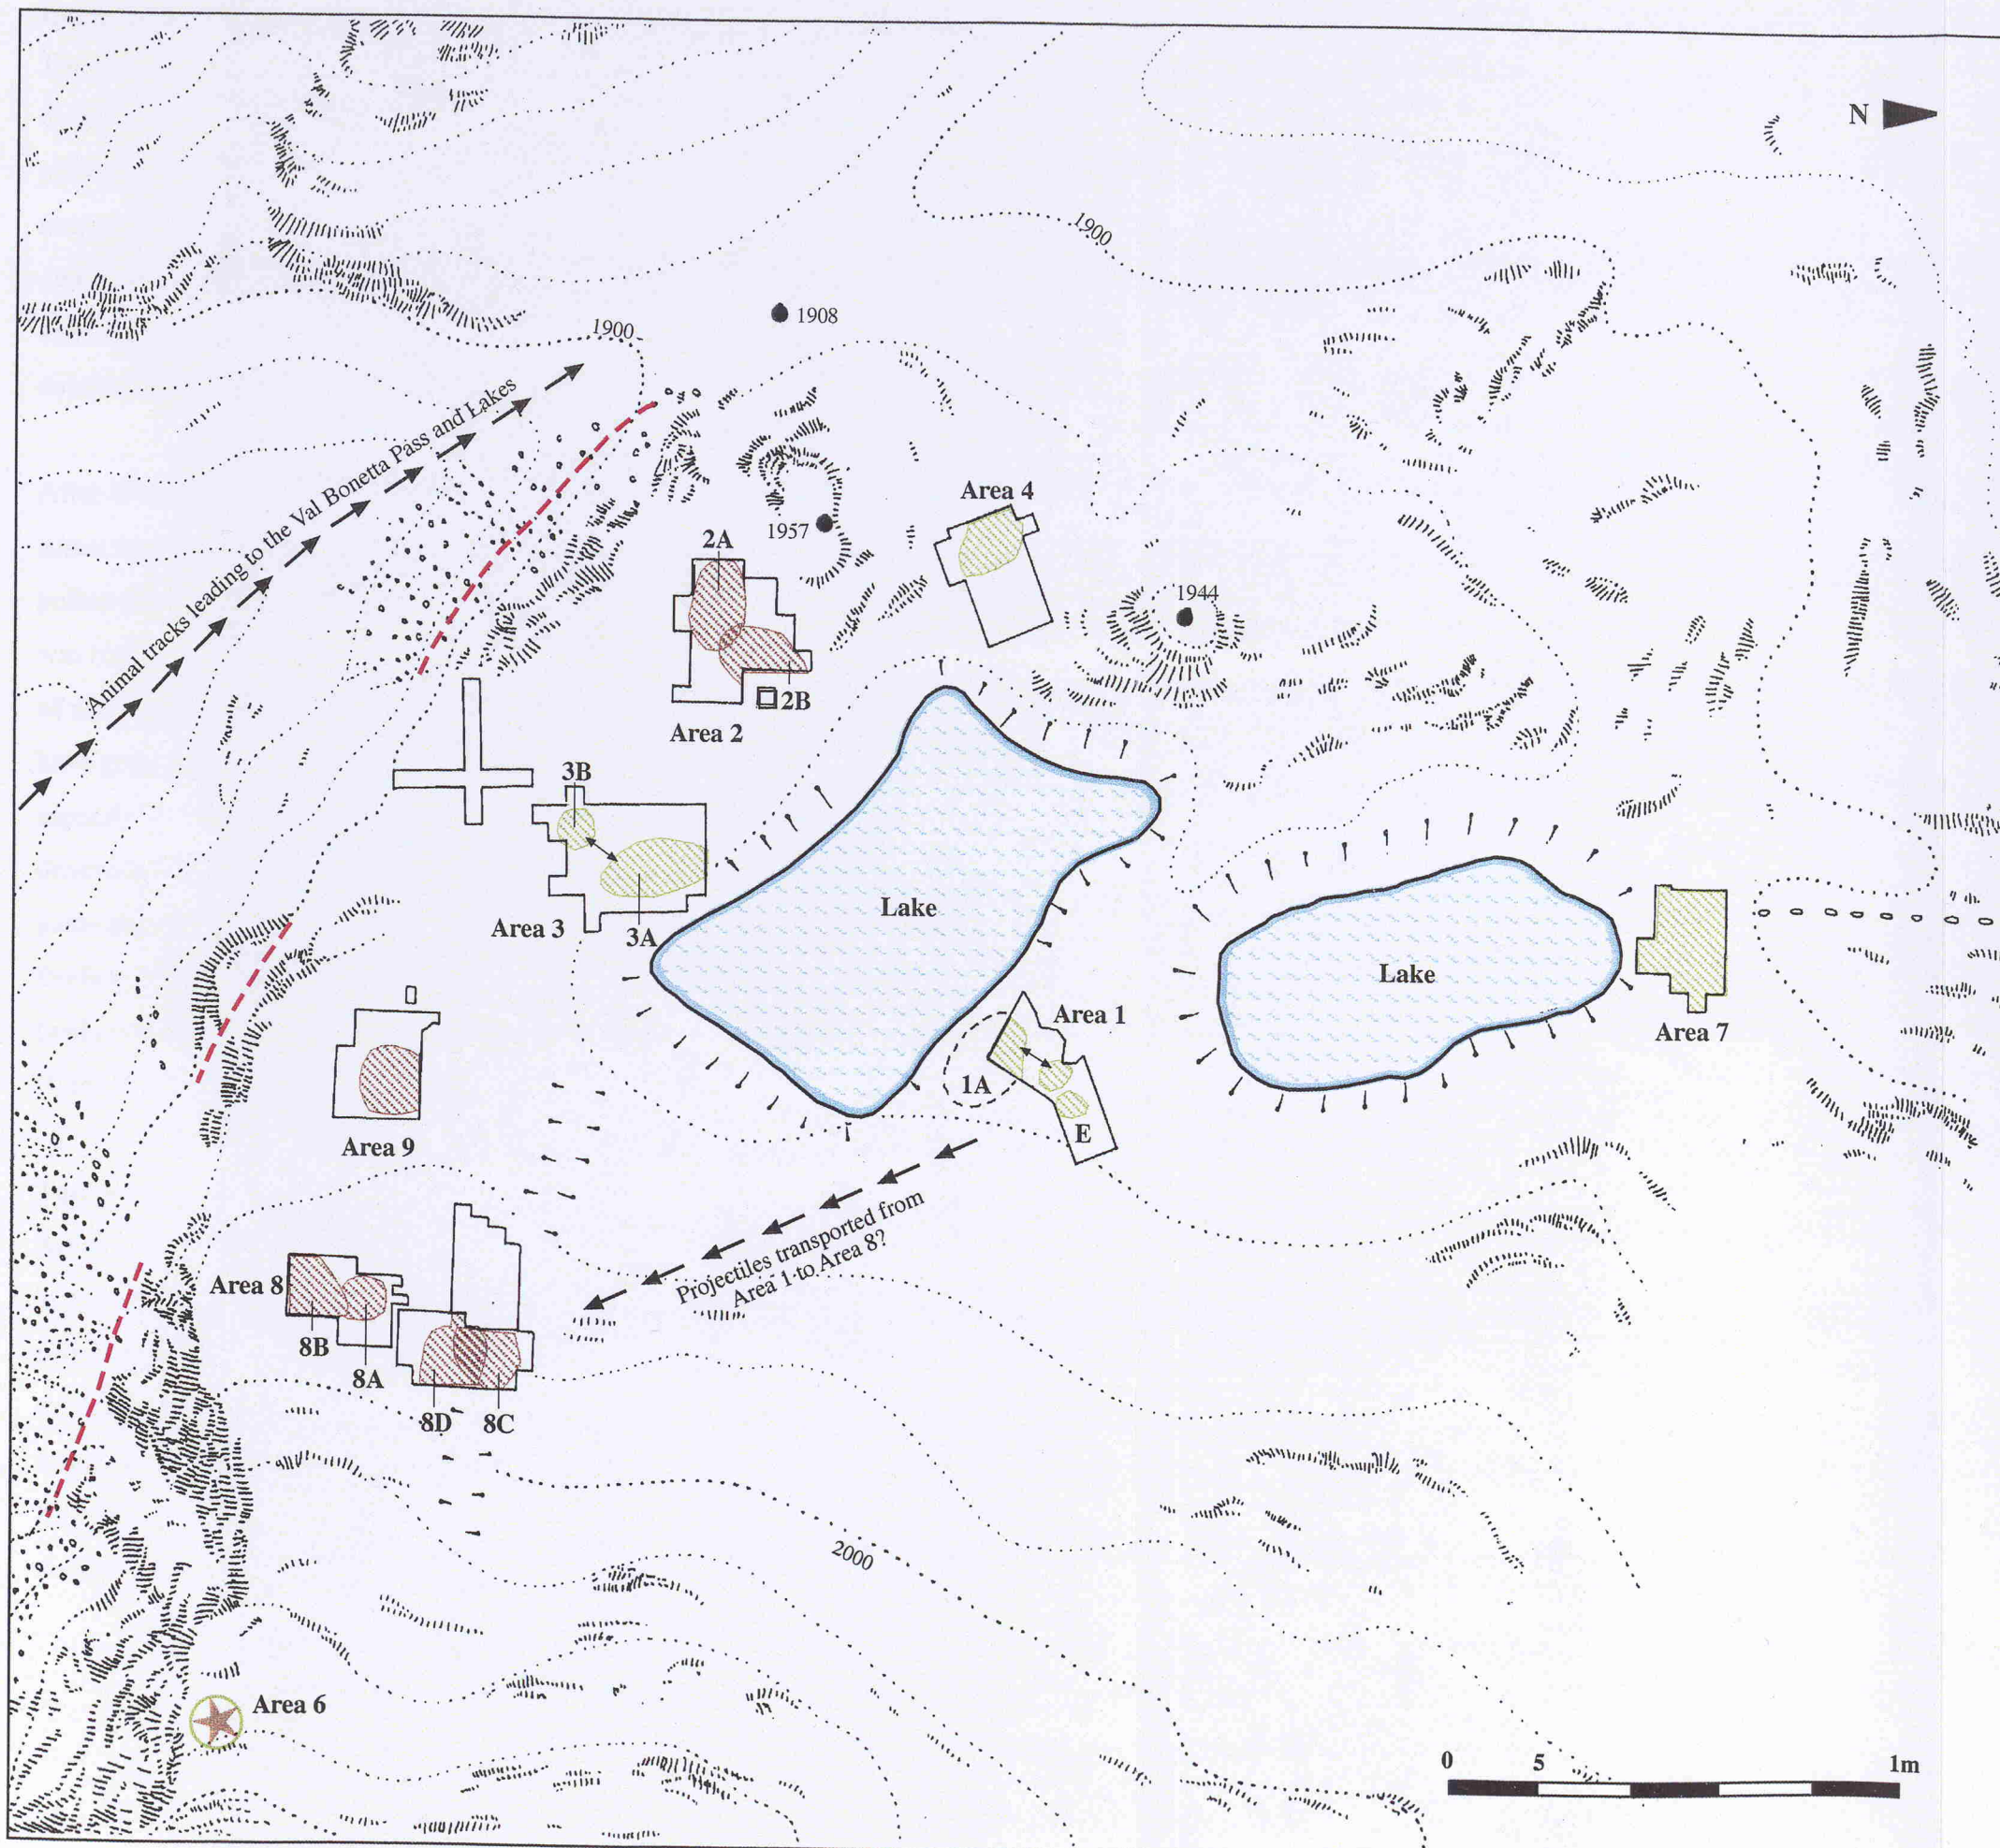 N
1900
1900
1908
Animal tracks leading to the Val Bonetta Pass and Lakes
Area 4
1957
2A
1944
2B
Area 2
3B
Area 3
3A
Lake
Lake
Area 1
Area 7
1A
E
Area 9
Projectiles transported from
Area 1 to Area 8?
Area 8
8B
8A
8D
8C
2000
Area 6
0
5
1m